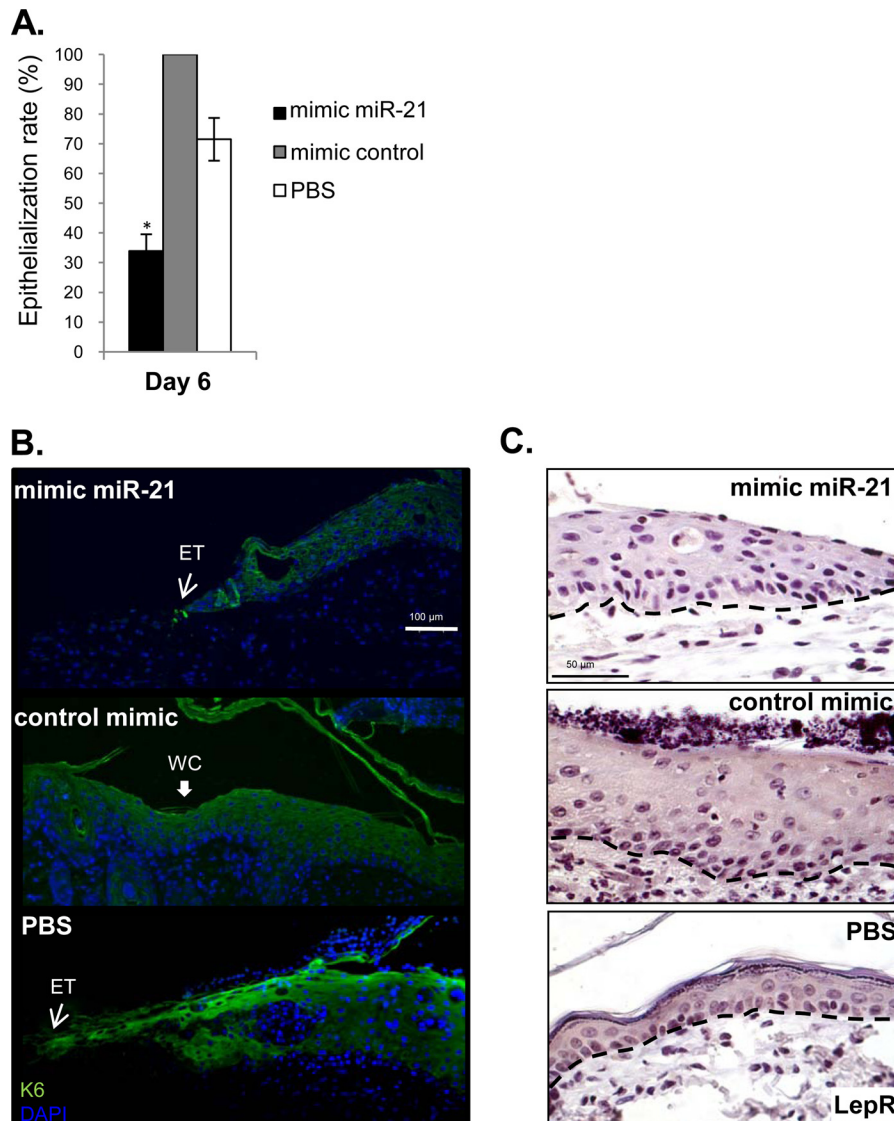 A.
Epithelialization rate (%)
100
90
80
70
60
50
40
30
20
10
0
*
Day 6
mimic miR-21
mimic control
PBS
B.
mimic miR-21
ET
100 µm
control mimic
WC
PBS
ET
K6
DAPI
C.
mimic miR-21
50 µm
control mimic
PBS
LepR